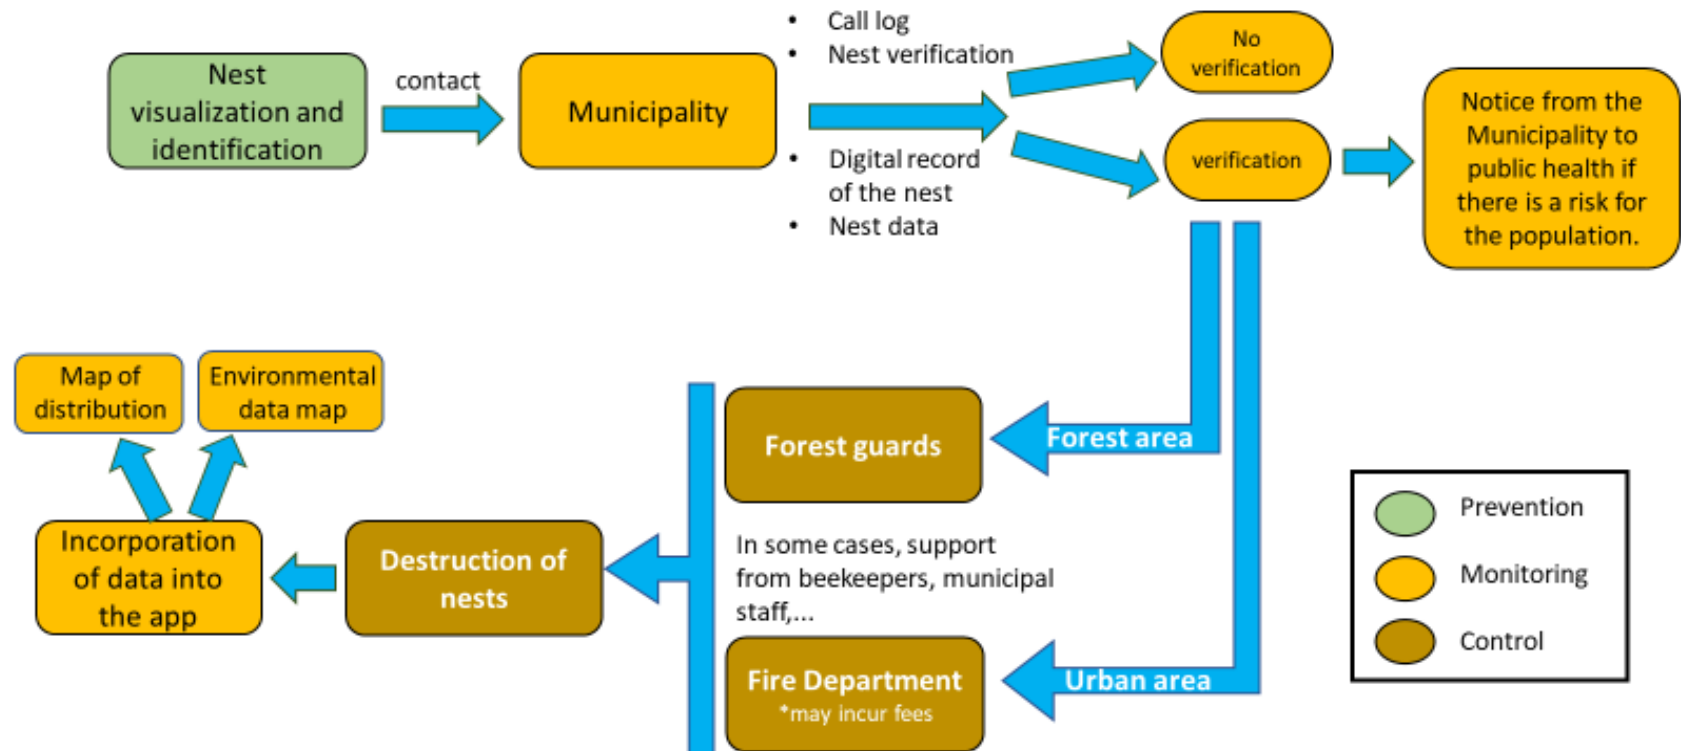 Nest
visualization and
identification
contact
Municipality
• Call log
• Nest verification
• Digital record
of the nest
• Nest data
No
verification
verification
Notice from the
Municipality to
public health if
there is a risk for
the population.
Map of
distribution
Environmental
data map
Forest guards
Forest area
Incorporation
of data into
the app
Destruction of
nests
In some cases, support
from beekeepers, municipal
staff,...
Fire Department
*may incur fees
Urban area
Prevention
Monitoring
Control